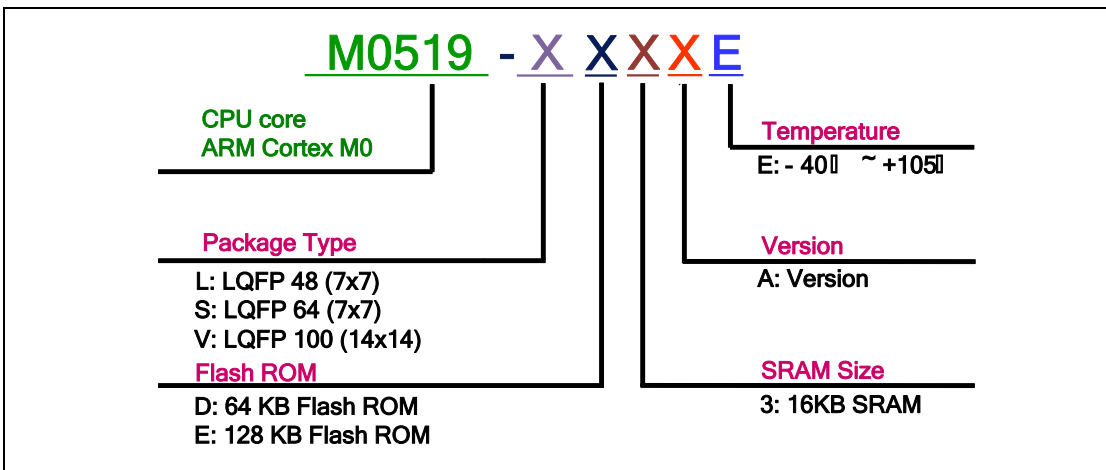 M0519 - X X X X E
CPU core
ARM Cortex M0
Temperature
E: - 40▯ ~ +105▯
Package Type
L: LQFP 48 (7x7)
S: LQFP 64 (7x7)
V: LQFP 100 (14x14)
Version
A: Version
Flash ROM
D: 64 KB Flash ROM
E: 128 KB Flash ROM
SRAM Size
3: 16KB SRAM